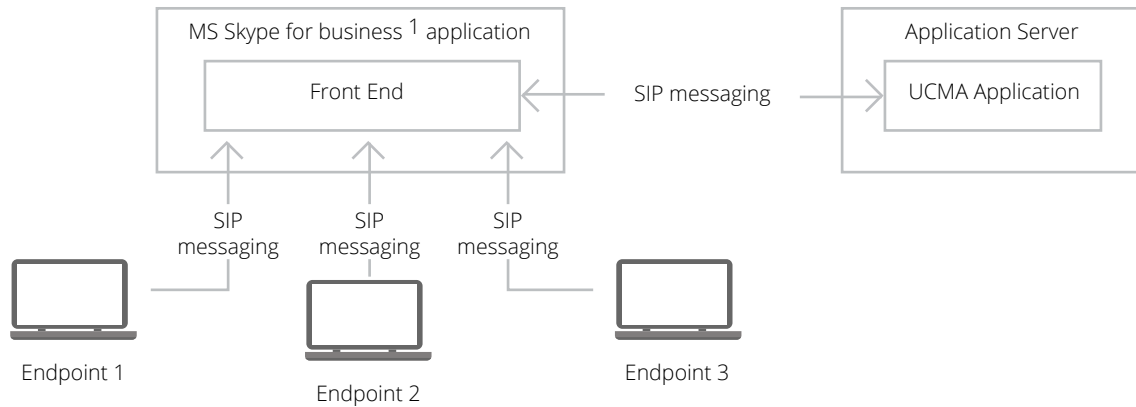 MS Skype for business 1 application
Application Server
Front End
SIP messaging
UCMA Application
SIP
messaging
SIP
messaging
SIP
messaging
Endpoint 1
Endpoint 2
Endpoint 3